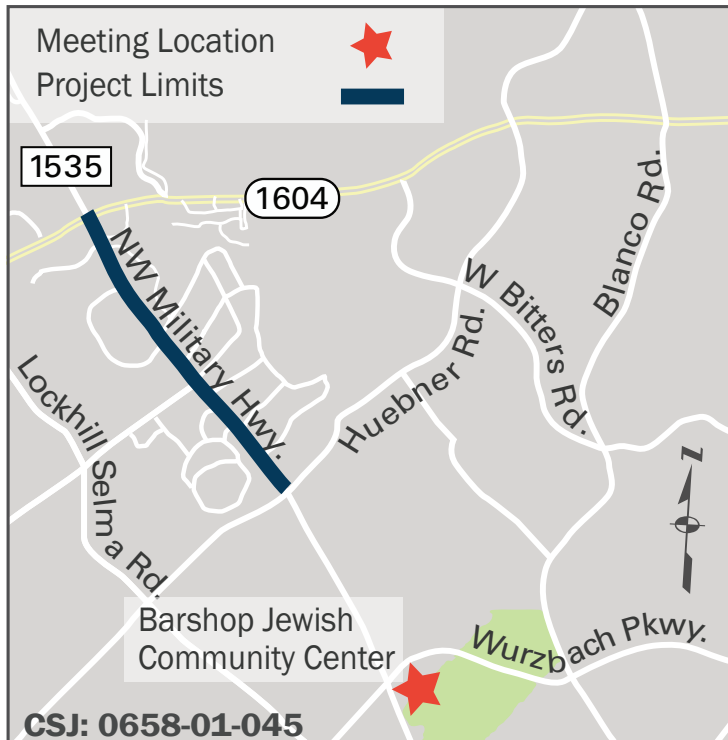 Meeting Location
Project Limits
1535
1604
NW Military Hwy.
Blanco Rd.
W Bitters Rd.
Huebner Rd.
Lockhill Selma Rd.
Barshop Jewish
Community Center
Wurzbach Pkwy.
N
CSJ: 0658-01-045